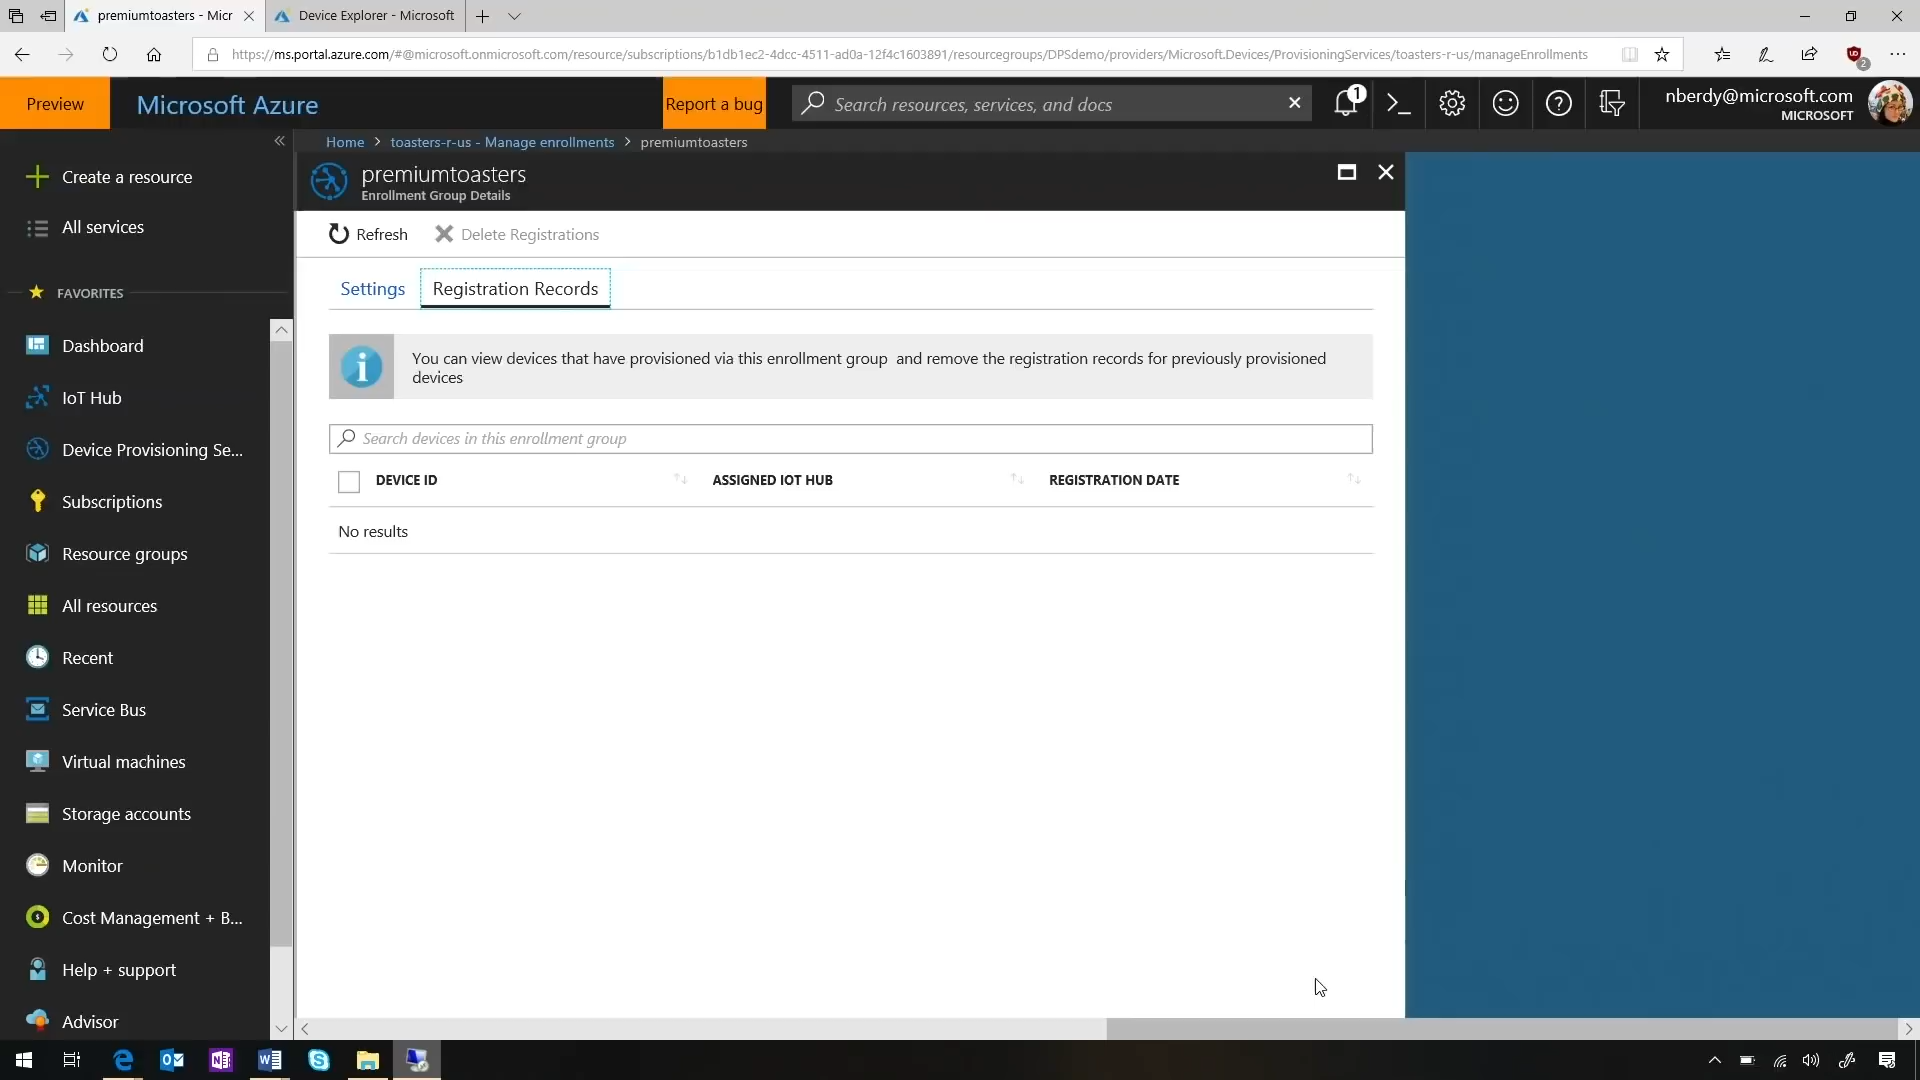 premiumtoasters - Micr
Device Explorer - Microsoft
https://ms.portal.azure.com/#@microsoft.onmicrosoft.com/resource/subscriptions/b1db1ec2-4dcc-4511-ad0a-12f4c1603891/resourcegroups/DPSdemo/providers/Microsoft.Devices/ProvisioningServices/toasters-r-us/manageEnrollments
2
Preview
Microsoft Azure
Report a bug
Search resources, services, and docs
1
nberdy@microsoft.com
MICROSOFT
Home > toasters-r-us - Manage enrollments > premiumtoasters
Create a resource
All services
FAVORITES
Dashboard
IoT Hub
Device Provisioning Se...
Subscriptions
Resource groups
All resources
Recent
Service Bus
Virtual machines
Storage accounts
Monitor
Cost Management + B...
Help + support
Advisor
premiumtoasters
Enrollment Group Details
Refresh
Delete Registrations
Settings
Registration Records
You can view devices that have provisioned via this enrollment group and remove the registration records for previously provisioned
devices
Search devices in this enrollment group
DEVICE ID
ASSIGNED IOT HUB
REGISTRATION DATE
No results